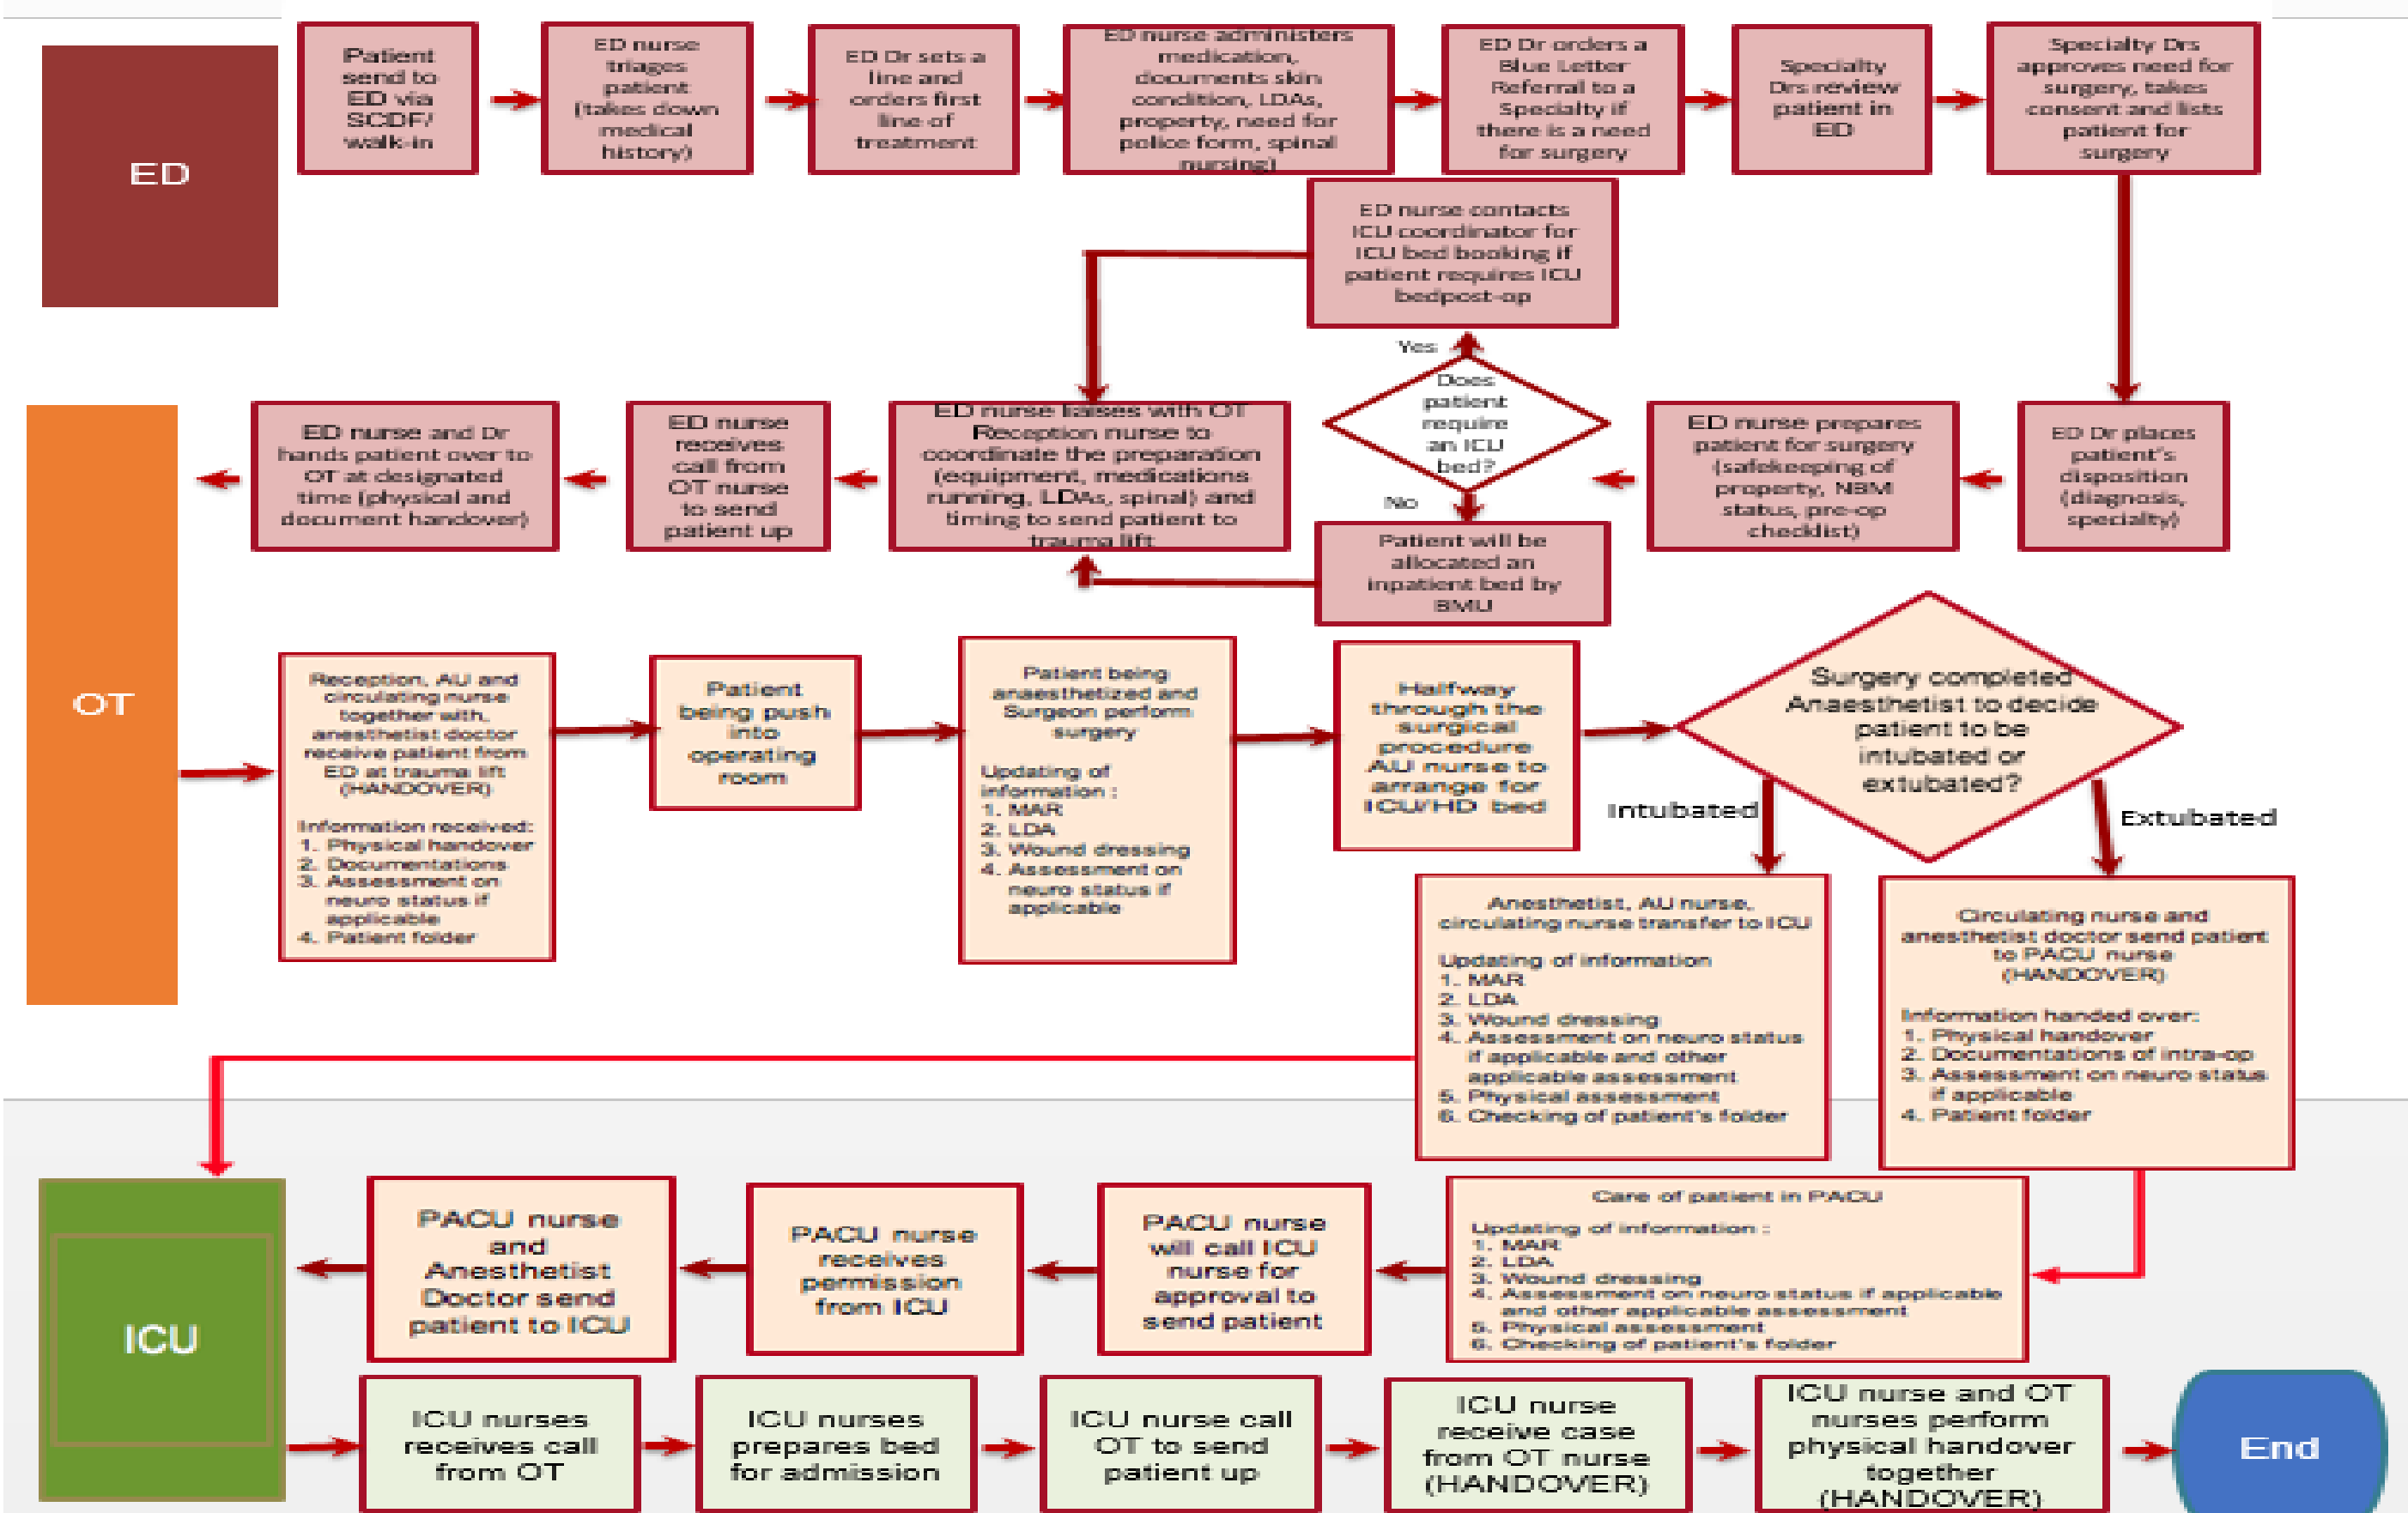 ED
Patient
send to
ED via
SCDF/
walk-in
ED nurse
triages
patient
(takes down
medical
history)
ED Dr sets a
line and
orders first
line of
treatment
ED nurse administers
medication,
documents skin
condition, LDAs,
property, need for
police form, spinal
nursing)
ED Dr orders a
Blue Letter
Referral to a
Specialty if
there is a need
for surgery
Specialty
Drs review
patient in
ED
Specialty Drs
approves need for
surgery, takes
consent and lists
patient for
surgery
ED nurse contacts
ICU coordinator for
ICU bed booking if
patient requires ICU
bedpost-op
Yes
Does
patient
require
an ICU
bed?
No
Patient will be
allocated an
inpatient bed by
BMU
ED Dr places
patient's
disposition
(diagnosis,
specialty)
ED nurse prepares
patient for surgery
(safekeeping of
property, NBM
status, pre-op
checklist)
ED nurse liaises with OT
Reception nurse to
coordinate the preparation
(equipment, medications
running, LDAs, spinal) and
timing to send patient to
trauma lift
ED nurse
receives
call from
OT nurse
to send
patient up
ED nurse and Dr
hands patient over to
OT at designated
time (physical and
document handover)
OT
Reception, AU and
circulating nurse
together with,
anesthetist doctor
receive patient from
ED at trauma lift
(HANDOVER)
Information received:
1. Physical handover
2. Documentations
3. Assessment on
neuro status if
applicable
4. Patient folder
Patient
being push
into
operating
room
Patient being
anaesthetized and
Surgeon perform
surgery
Updating of
information :
1. MAR
2. LDA
3. Wound dressing
4. Assessment on
neuro status if
applicable
Halfway
through the
surgical
procedure
AU nurse to
arrange for
ICU/HD bed
Surgery completed
Anaesthetist to decide
patient to be
intubated or
extubated?
Intubated
Extubated
Anesthetist, AU nurse,
circulating nurse transfer to ICU
Updating of information
1. MAR
2. LDA
3. Wound dressing
4. Assessment on neuro status
if applicable and other
applicable assessment
5. Physical assessment
6. Checking of patient's folder
Circulating nurse and
anesthetist doctor send patient
to PACU nurse
(HANDOVER)
Information handed over:
1. Physical handover
2. Documentations of intra-op
3. Assessment on neuro status
if applicable
4. Patient folder
Care of patient in PACU
Updating of information :
1. MAR
2. LDA
3. Wound dressing
4. Assessment on neuro status if applicable
and other applicable assessment
5. Physical assessment
6. Checking of patient's folder
PACU nurse
will call ICU
nurse for
approval to
send patient
PACU nurse
receives
permission
from ICU
PACU nurse
and
Anesthetist
Doctor send
patient to ICU
ICU
ICU nurses
receives call
from OT
ICU nurses
prepares bed
for admission
ICU nurse call
OT to send
patient up
ICU nurse
receive case
from OT nurse
(HANDOVER)
ICU nurse and OT
nurses perform
physical handover
together
(HANDOVER)
End